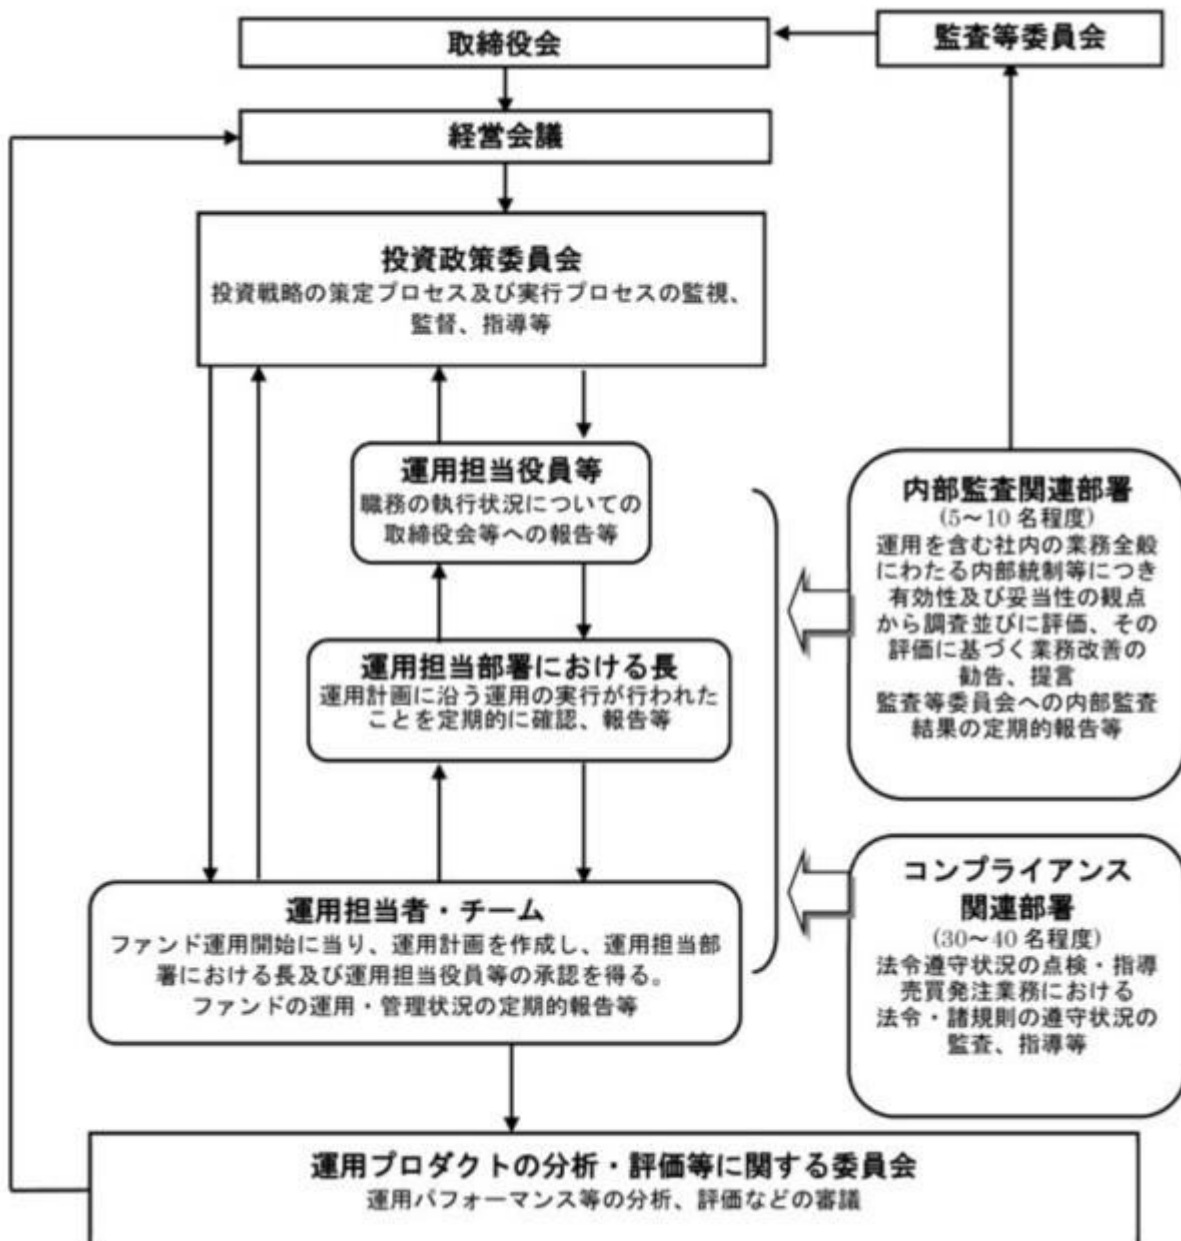 取締役会
監査等委員会
経営会議
投資政策委員会
投資戦略の策定プロセス及び実行プロセスの監視、
監督、指導等
運用担当役員等
職務の執行状況についての
取締役会等への報告等
運用担当部署における長
運用計画に沿う運用の実行が行われた
ことを定期的に確認、報告等
運用担当者・チーム
ファンド運用開始に当り、運用計画を作成し、運用担当部
署における長及び運用担当役員等の承認を得る。
ファンドの運用・管理状況の定期的報告等
内部監査関連部署
(5〜10 名程度)
運用を含む社内の業務全般
にわたる内部統制等につき
有効性及び妥当性の観点
から調査並びに評価、その
評価に基づく業務改善の
勧告、提言
監査等委員会への内部監査
結果の定期的報告等
コンプライアンス
関連部署
(30〜40 名程度)
法令遵守状況の点検・指導
売買発注業務における
法令・諸規則の遵守状況の
監査、指導等
運用プロダクトの分析・評価等に関する委員会
運用パフォーマンス等の分析、評価などの審議